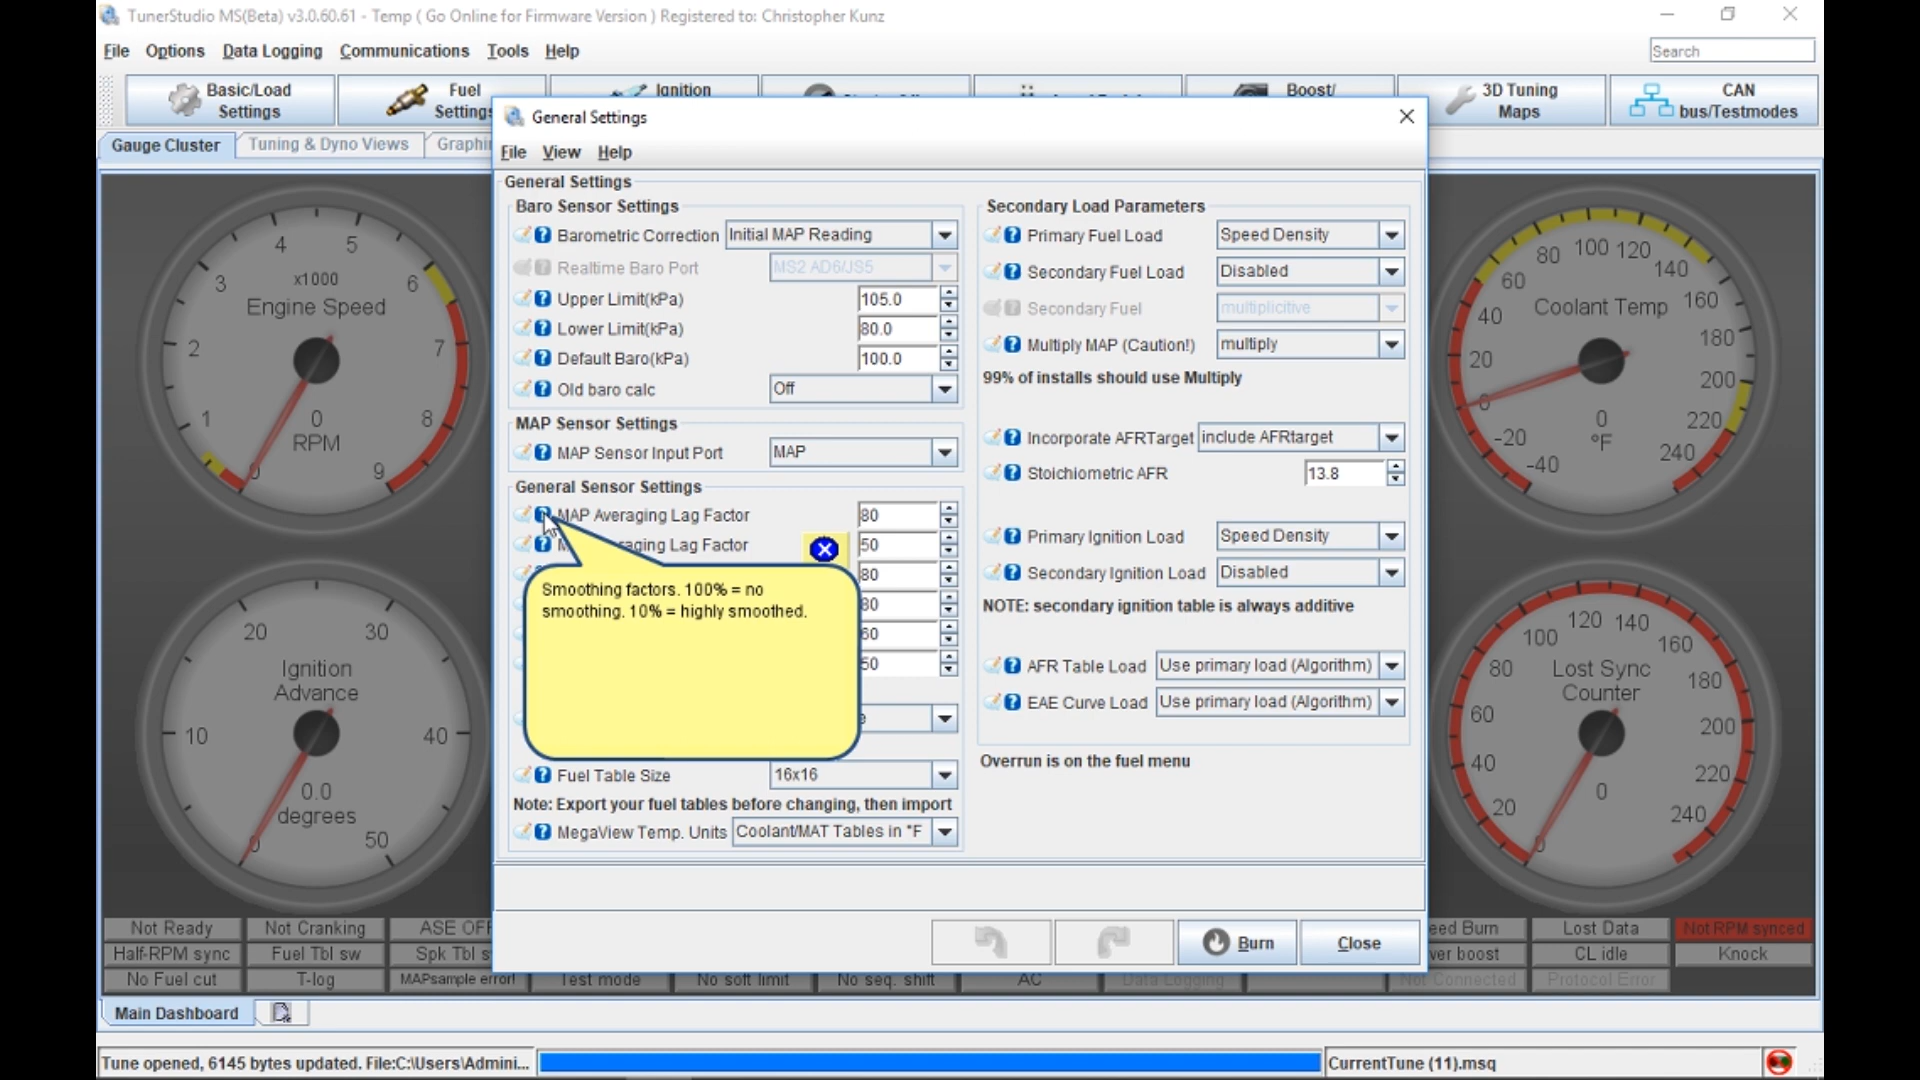 TunerStudio MS(Beta) v3.0.60.61 - Temp ( Go Online for Firmware Version ) Registered to: Christopher Kunz
File Options Data Logging Communications Tools Help
Search
Basic/Load Settings
Fuel Settings
Ignition
Boost/
3D Tuning Maps
CAN bus/Testmodes
Gauge Cluster
Tuning & Dyno Views
Graphi
General Settings
File View Help
General Settings
Baro Sensor Settings
Barometric Correction Initial MAP Reading
Realtime Baro Port MS2 AD6/JS5
Upper Limit(kPa) 105.0
Lower Limit(kPa) 80.0
Default Baro(kPa) 100.0
Old baro calc Off
MAP Sensor Settings
MAP Sensor Input Port MAP
General Sensor Settings
MAP Averaging Lag Factor 80
raging Lag Factor 50
80
80
60
50
Smoothing factors. 100% = no
smoothing. 10% = highly smoothed.
Fuel Table Size 16x16
Note: Export your fuel tables before changing, then import
MegaView Temp. Units Coolant/MAT Tables in °F
Secondary Load Parameters
Primary Fuel Load Speed Density
Secondary Fuel Load Disabled
Secondary Fuel multiplicitive
Multiply MAP (Caution!) multiply
99% of installs should use Multiply
Incorporate AFRTarget include AFRtarget
Stoichiometric AFR 13.8
Primary Ignition Load Speed Density
Secondary Ignition Load Disabled
NOTE: secondary ignition table is always additive
AFR Table Load Use primary load (Algorithm)
EAE Curve Load Use primary load (Algorithm)
Overrun is on the fuel menu
Burn
Close
0 1 2 3 4 5 6 7 8 9
x1000
Engine Speed
0
RPM
0 10 20 30 40 50
Ignition
Advance
0.0
degrees
-40 -20 0 20 40 60 80 100 120 140 160 180 200 220 240
Coolant Temp
0
°F
0 20 40 60 80 100 120 140 160 180 200 220 240
Lost Sync
Counter
0
Not Ready Not Cranking ASE OFF eed Burn Lost Data Not RPM synced
Half-RPM sync Fuel Tbl sw Spk Tbl s ver boost CL idle Knock
No Fuel cut T-log MAPsample error! Test mode No soft limit No seq. shift AC Data Logging Not Connected Protocol Error
Main Dashboard
Tune opened, 6145 bytes updated. File:C:\Users\Admini...
CurrentTune (11).msq